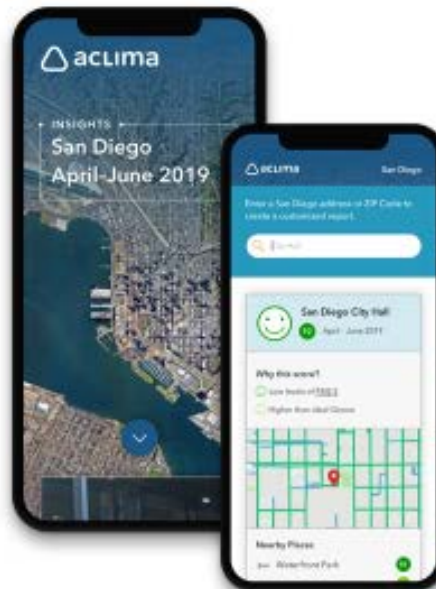 aclima
INSIGHTS
San Diego
April-June 2019
aclima
San Diego
Enter a San Diego address or ZIP Code to
create a customized report.
San Diego City Hall
April - June 2019
Why this score?
Low levels of PM2.5
Higher than ideal Ozone
Nearby Places
Waterfront Park